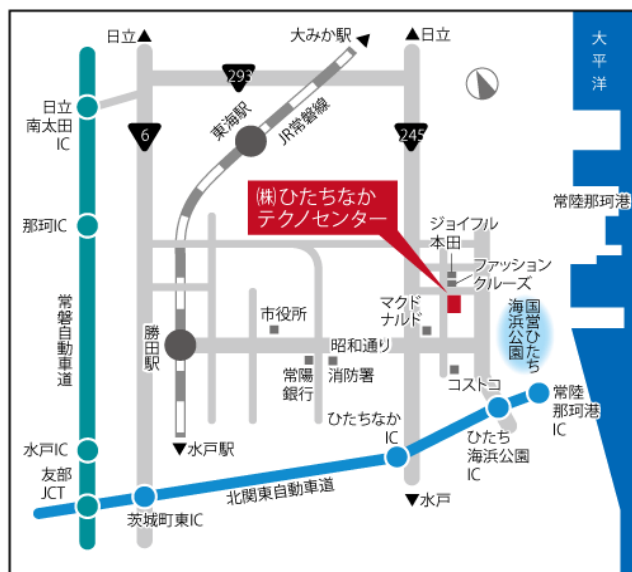 日立▲
大みか駅
▲日立
大平洋
293
東海駅
JR常磐線
日立
南太田
IC
6
245
(株)ひたちなか
テクノセンター
常陸那珂港
ジョイフル
本田
ファッション
クルーズ
那珂IC
常磐自動車道
市役所
マクド
ナルド
国営ひたち
海浜公園
勝田駅
昭和通り
常陽
銀行
消防署
コストコ
常陸
那珂港
IC
ひたちなか
IC
ひたち
海浜公園
IC
▼水戸駅
水戸IC
友部
JCT
北関東自動車道
▼水戸
茨城町東IC